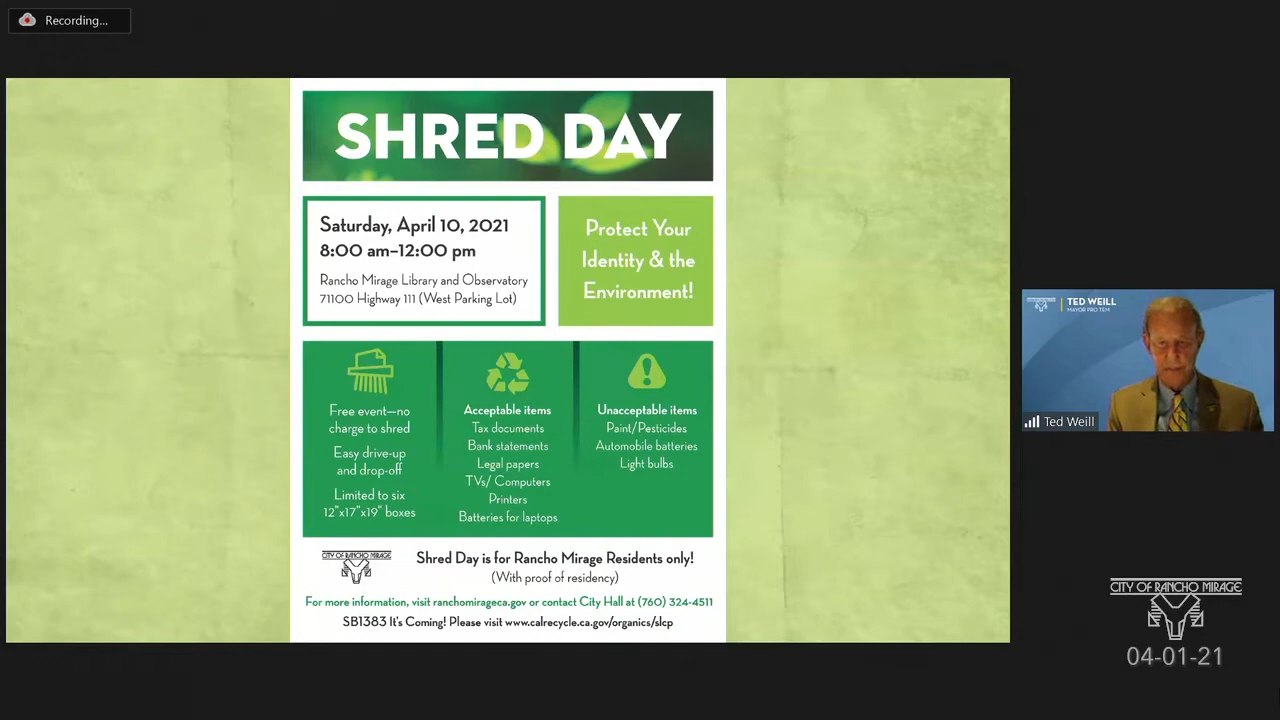 Recording...
SHRED DAY
Saturday, April 10, 2021
8:00 am–12:00 pm
Rancho Mirage Library and Observatory
71100 Highway 111 (West Parking Lot)
Protect Your
Identity & the
Environment!
Free event—no
charge to shred
Easy drive-up
and drop-off
Limited to six
12"x17"x19" boxes
Acceptable items
Tax documents
Bank statements
Legal papers
TVs/ Computers
Printers
Batteries for laptops
Unacceptable items
Paint/Pesticides
Automobile batteries
Light bulbs
CITY OF RANCHO MIRAGE
Shred Day is for Rancho Mirage Residents only!
(With proof of residency)
For more information, visit ranchomirageca.gov or contact City Hall at (760) 324-4511
SB1383 It's Coming! Please visit www.calrecycle.ca.gov/organics/slcp
TED WEILL
MAYOR PRO TEM
Ted Weill
CITY OF RANCHO MIRAGE
04-01-21